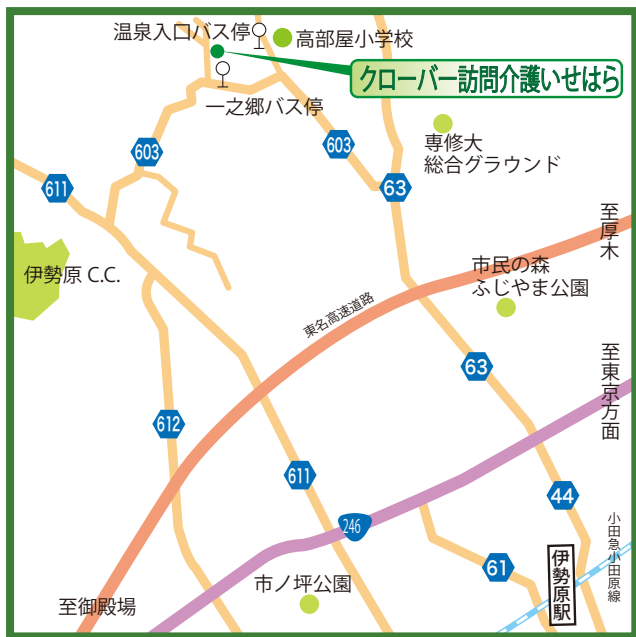 温泉入口バス停
高部屋小学校
クローバー訪問介護いせはら
一之郷バス停
専修大
総合グラウンド
603
603
611
63
至厚木
伊勢原 C.C.
市民の森
ふじやま公園
東名高速道路
至東京方面
63
612
611
44
246
小田急小田原線
伊勢原駅
61
市ノ坪公園
至御殿場